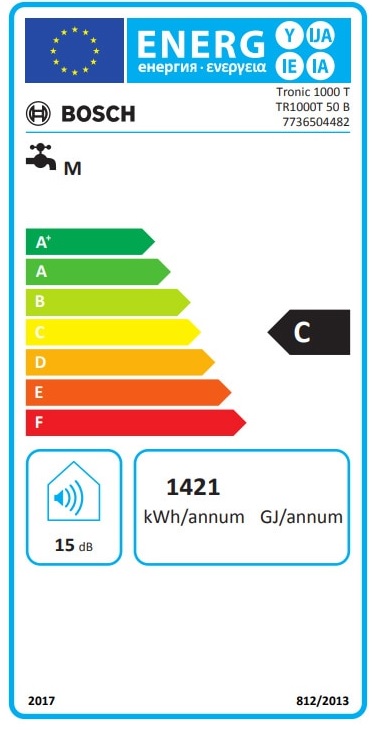 ENERG
енергия · ενεργεια
Y IJA
IE IA
BOSCH
Tronic 1000 T
TR1000T 50 B
7736504482
M
A+
A
B
C
D
E
F
C
15 dB
1421
kWh/annum GJ/annum
2017
812/2013